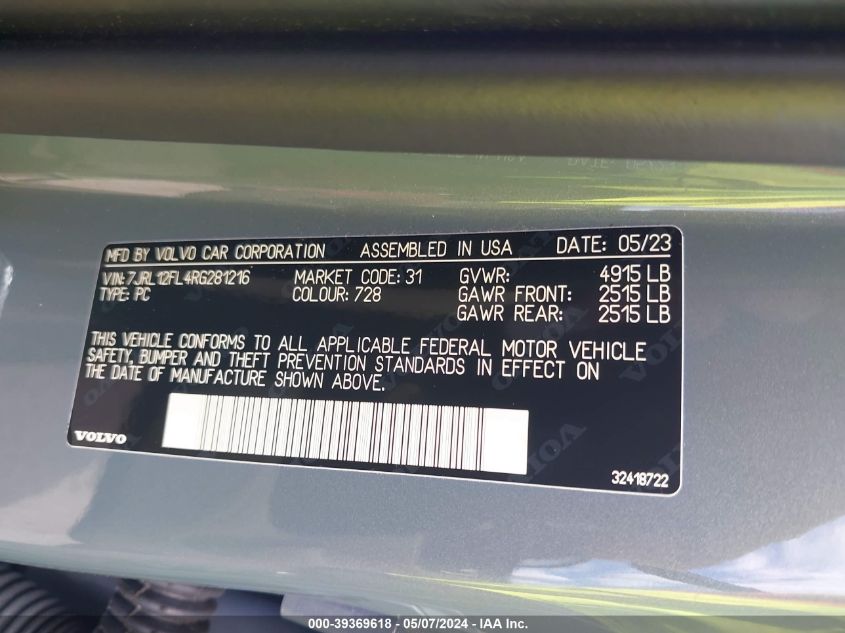 MFD BY VOLVO CAR CORPORATION ASSEMBLED IN USA DATE: 05/23
VIN: 7JRL12FL4RG281216 MARKET CODE: 31 GVWR: 4915 LB
TYPE: PC COLOUR: 728 GAWR FRONT: 2515 LB
GAWR REAR: 2515 LB
THIS VEHICLE CONFORMS TO ALL APPLICABLE FEDERAL MOTOR VEHICLE
SAFETY, BUMPER AND THEFT PREVENTION STANDARDS IN EFFECT ON
THE DATE OF MANUFACTURE SHOWN ABOVE.
VOLVO
32418722
000-39369618 - 05/07/2024 - IAA Inc.